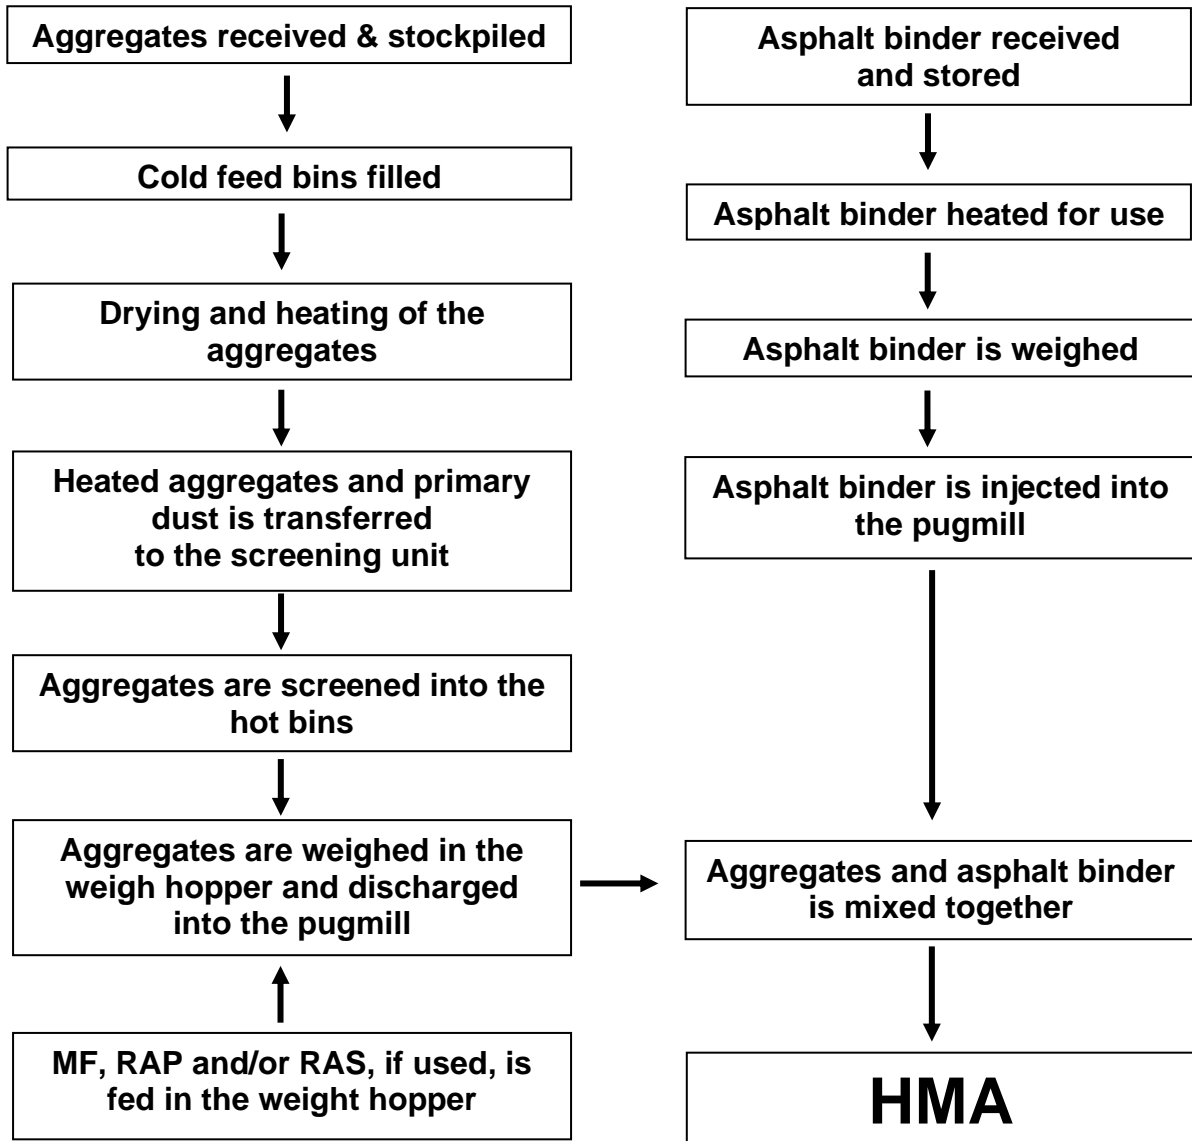 Aggregates received & stockpiled
Cold feed bins filled
Drying and heating of the
aggregates
Heated aggregates and primary
dust is transferred
to the screening unit
Aggregates are screened into the
hot bins
Aggregates are weighed in the
weigh hopper and discharged
into the pugmill
MF, RAP and/or RAS, if used, is
fed in the weight hopper
Asphalt binder received
and stored
Asphalt binder heated for use
Asphalt binder is weighed
Asphalt binder is injected into
the pugmill
Aggregates and asphalt binder
is mixed together
HMA